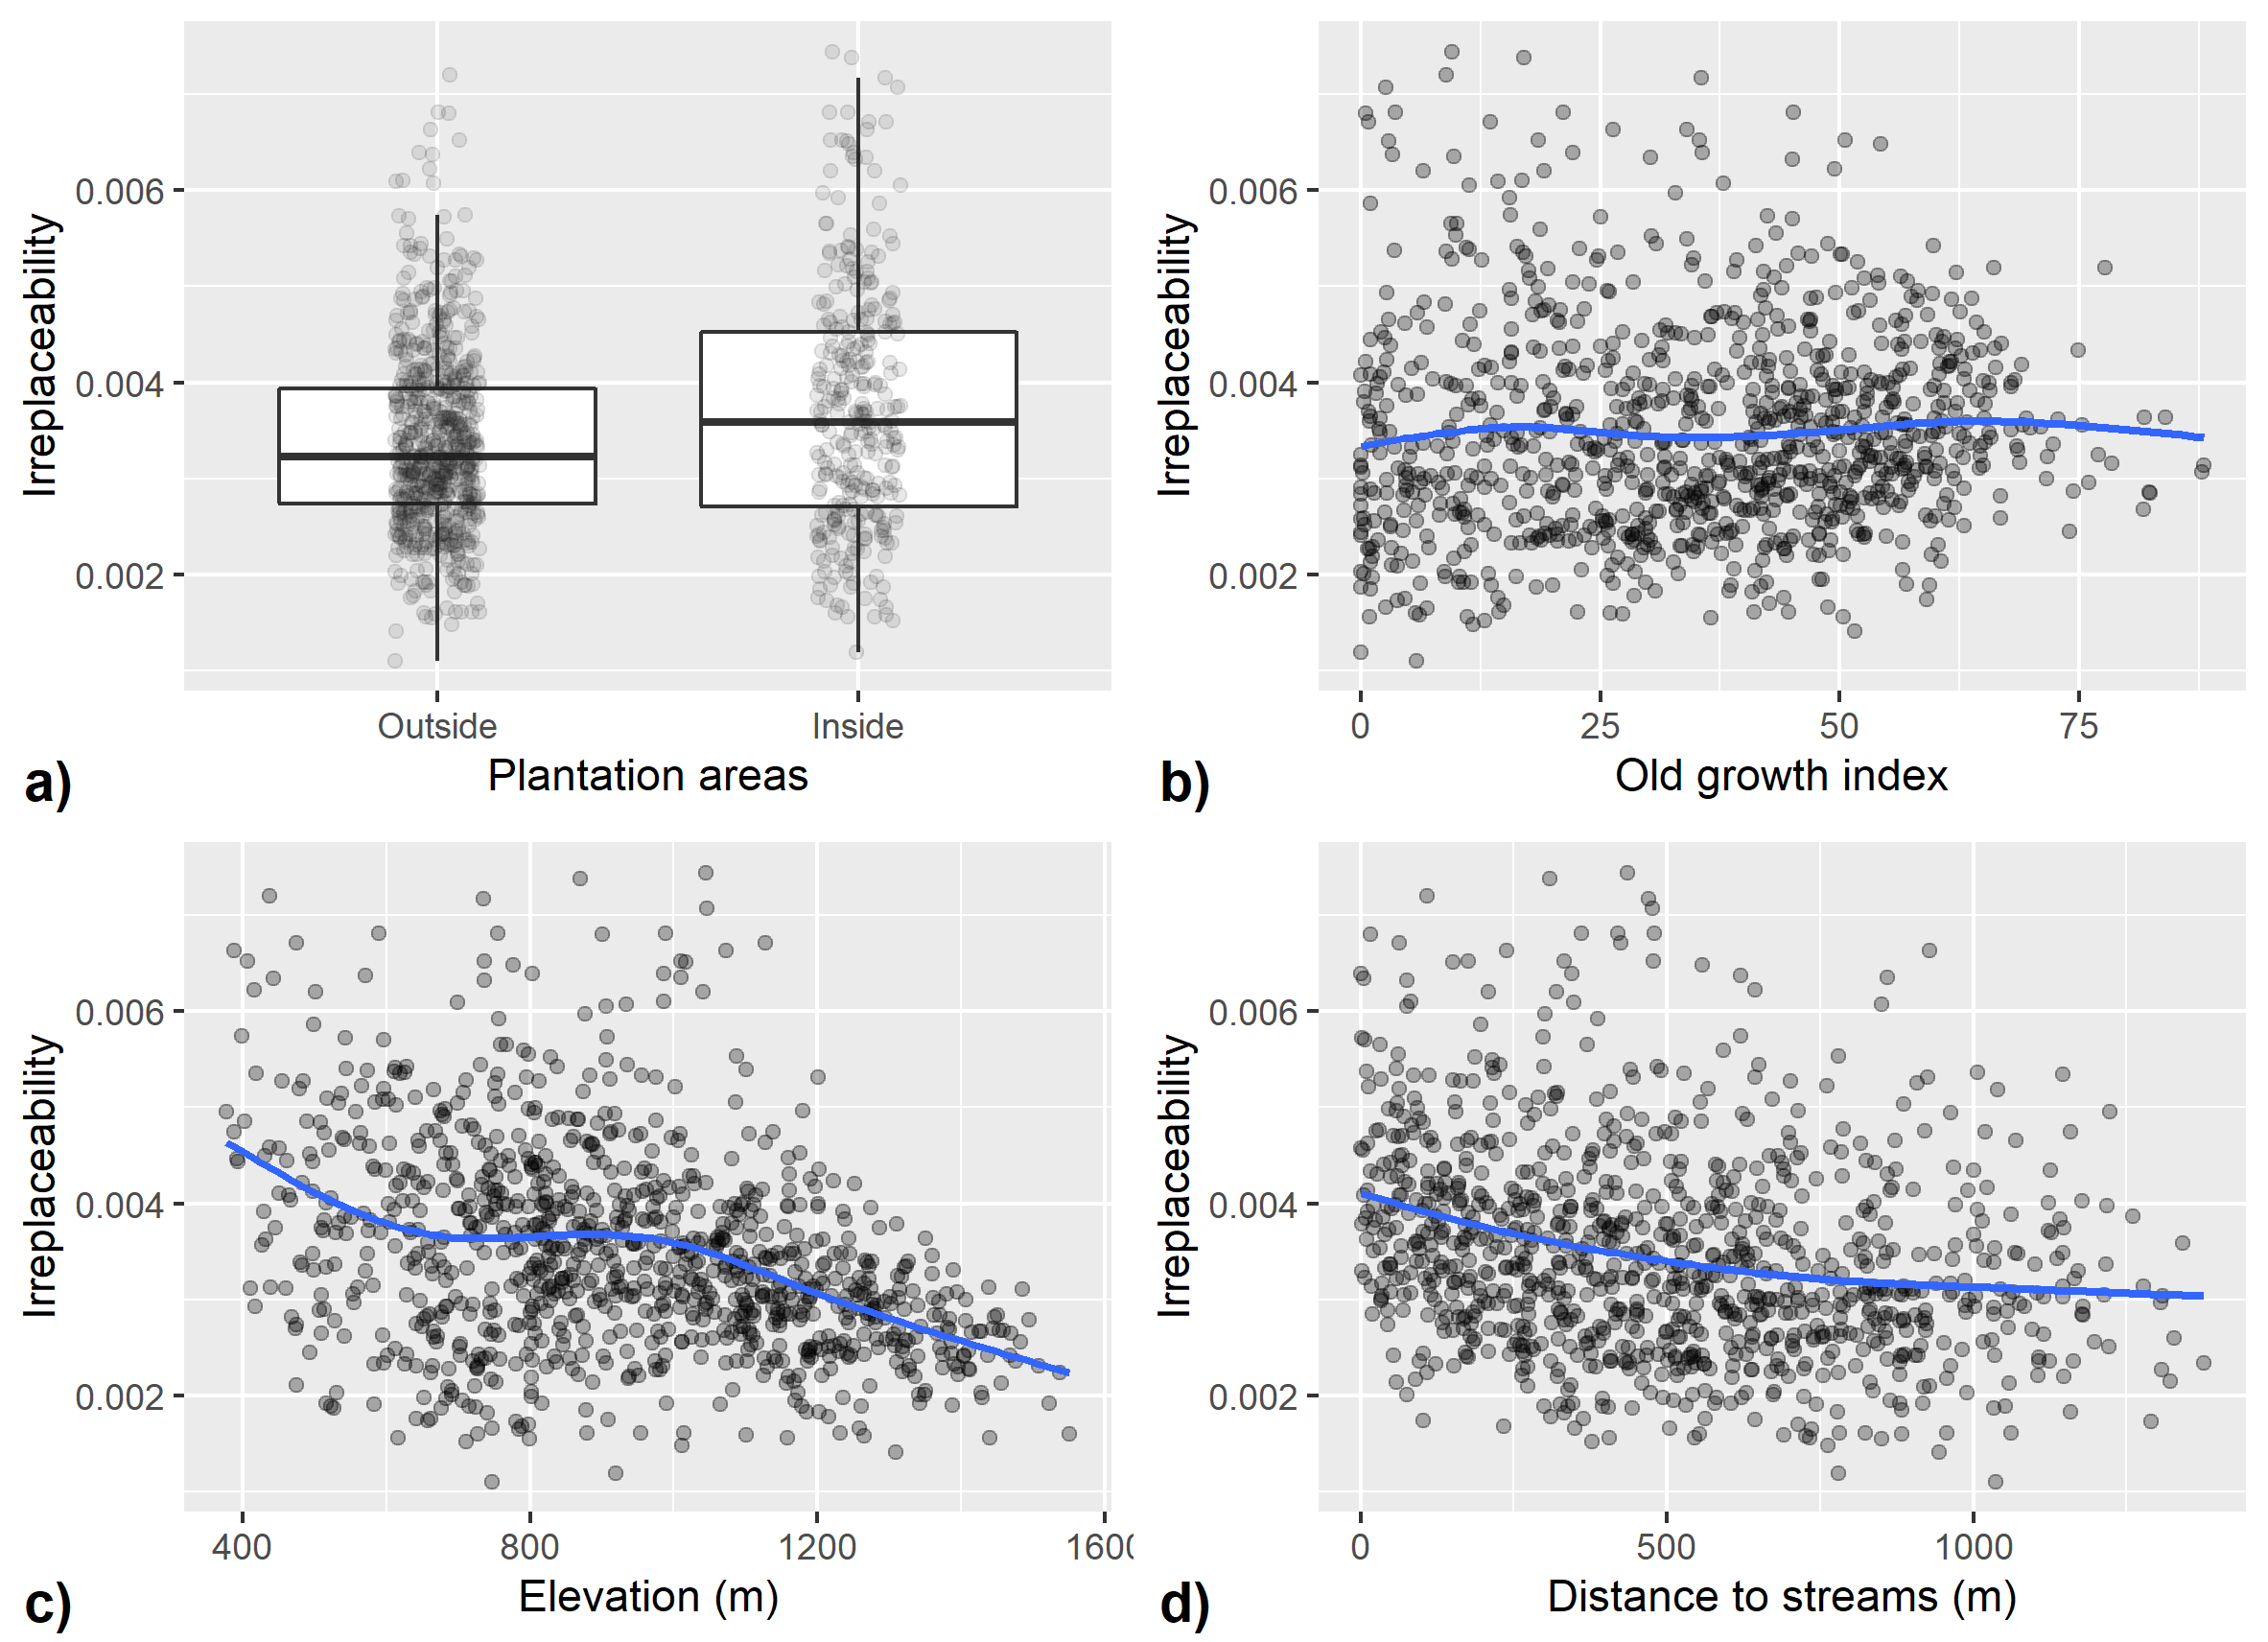 Irreplaceability
0.006
0.004
0.002
Outside
Inside
Plantation areas
a)
Irreplaceability
0.006
0.004
0.002
0
25
50
75
Old growth index
b)
Irreplaceability
0.006
0.004
0.002
400
800
1200
1600
Elevation (m)
c)
Irreplaceability
0.006
0.004
0.002
0
500
1000
Distance to streams (m)
d)